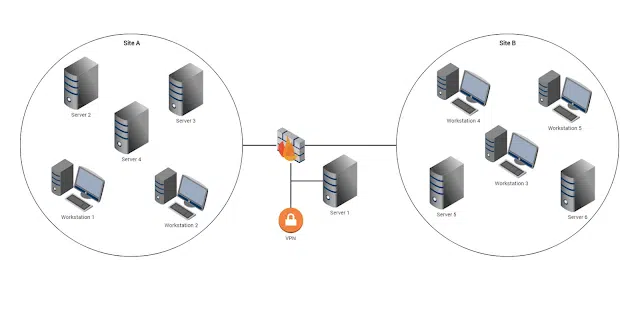 Site A
Site B
Server 2
Server 3
Server 4
Workstation 1
Workstation 2
Server 1
VPN
Workstation 4
Workstation 5
Workstation 3
Server 5
Server 6